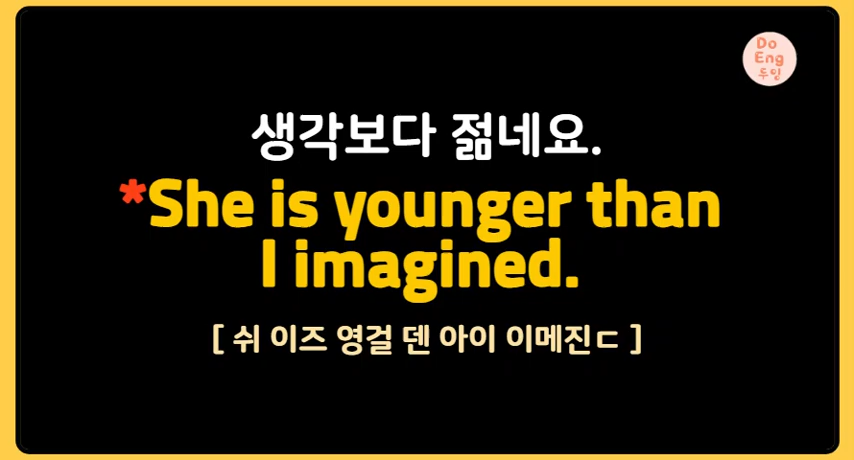 Do
Eng
두잉
생각보다 젊네요.
*She is younger than
I imagined.
[ 쉬 이즈 영걸 덴 아이 이메진ㄷ ]